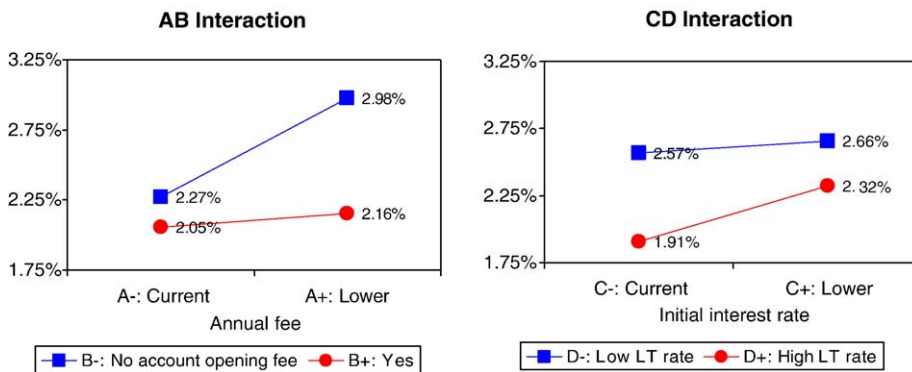 AB Interaction
3.25%
2.75%
2.25%
1.75%
2.98%
2.27%
2.05%
2.16%
A-: Current
A+: Lower
Annual fee
B-: No account opening fee
B+: Yes
CD Interaction
3.25%
2.75%
2.25%
1.75%
2.57%
2.66%
2.32%
1.91%
C-: Current
C+: Lower
Initial interest rate
D-: Low LT rate
D+: High LT rate